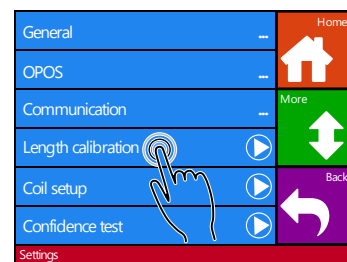 General ...
Home
OPOS ...
Communication ...
More
Length calibration
Coil setup
Back
Confidence test
Settings